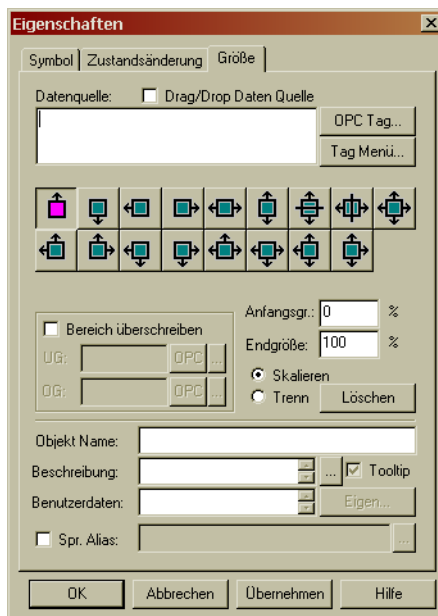 Eigenschaften
Symbol Zustandsänderung Größe
Datenquelle: Drag/Drop Daten Quelle
OPC Tag...
Tag Menü...
Anfangsgr.: 0 %
Bereich überschreiben
Endgröße: 100 %
UG: OPC ...
Skalieren
OG: OPC ...
Trenn Löschen
Objekt Name:
Beschreibung: ... Tooltip
Benutzerdaten: Eigen...
Spr. Alias: ...
OK Abbrechen Übernehmen Hilfe